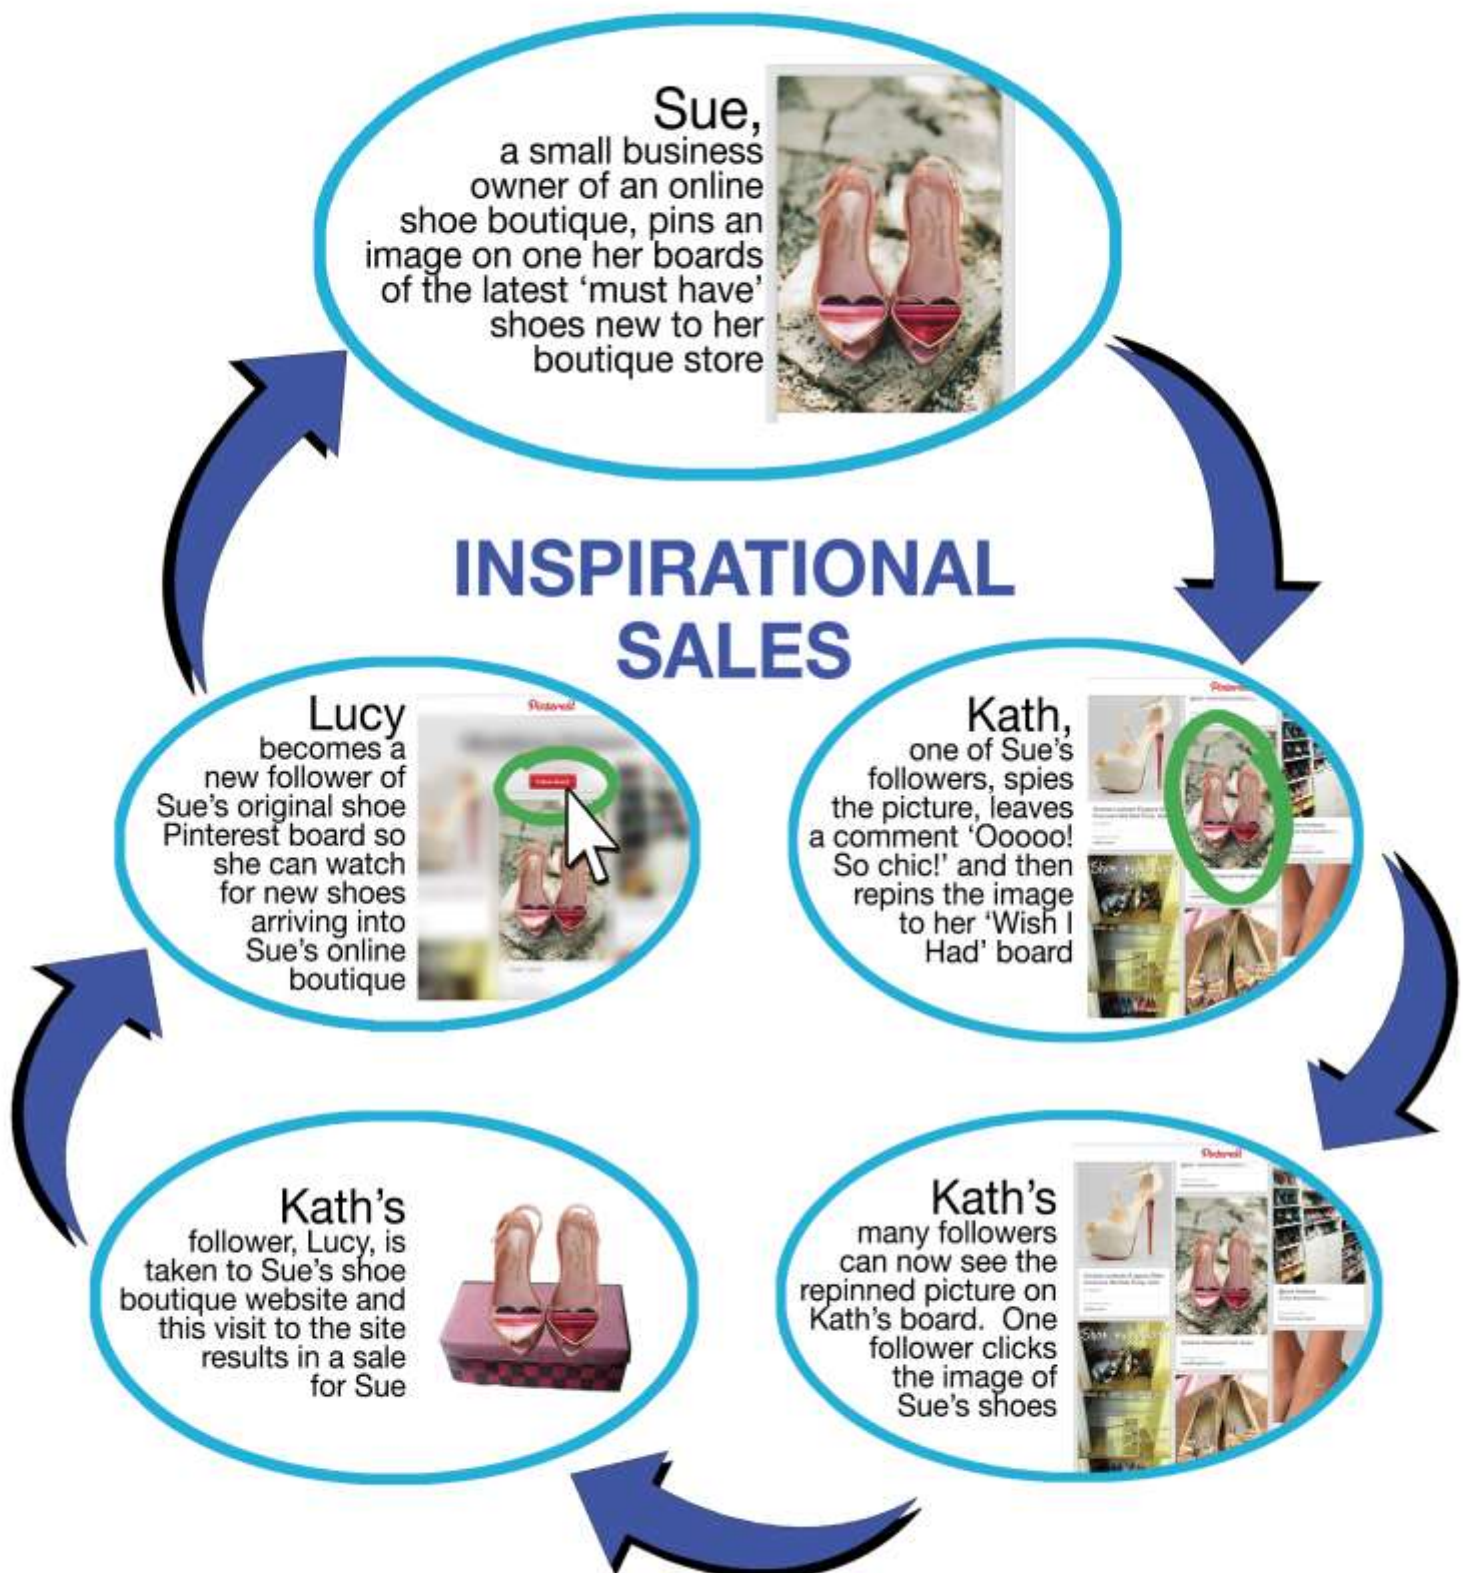 Sue,
a small business
owner of an online
shoe boutique, pins an
image on one her boards
of the latest ‘must have’
shoes new to her
boutique store
INSPIRATIONAL
SALES
Kath,
one of Sue’s
followers, spies
the picture, leaves
a comment ‘Ooooo!
So chic!’ and then
repins the image
to her ‘Wish I
Had’ board
Pinterest
Kath’s
many followers
can now see the
repinned picture on
Kath’s board. One
follower clicks
the image of
Sue’s shoes
Pinterest
Kath’s
follower, Lucy, is
taken to Sue’s shoe
boutique website and
this visit to the site
results in a sale
for Sue
Lucy
becomes a
new follower of
Sue’s original shoe
Pinterest board so
she can watch
for new shoes
arriving into
Sue’s online
boutique
Pinterest